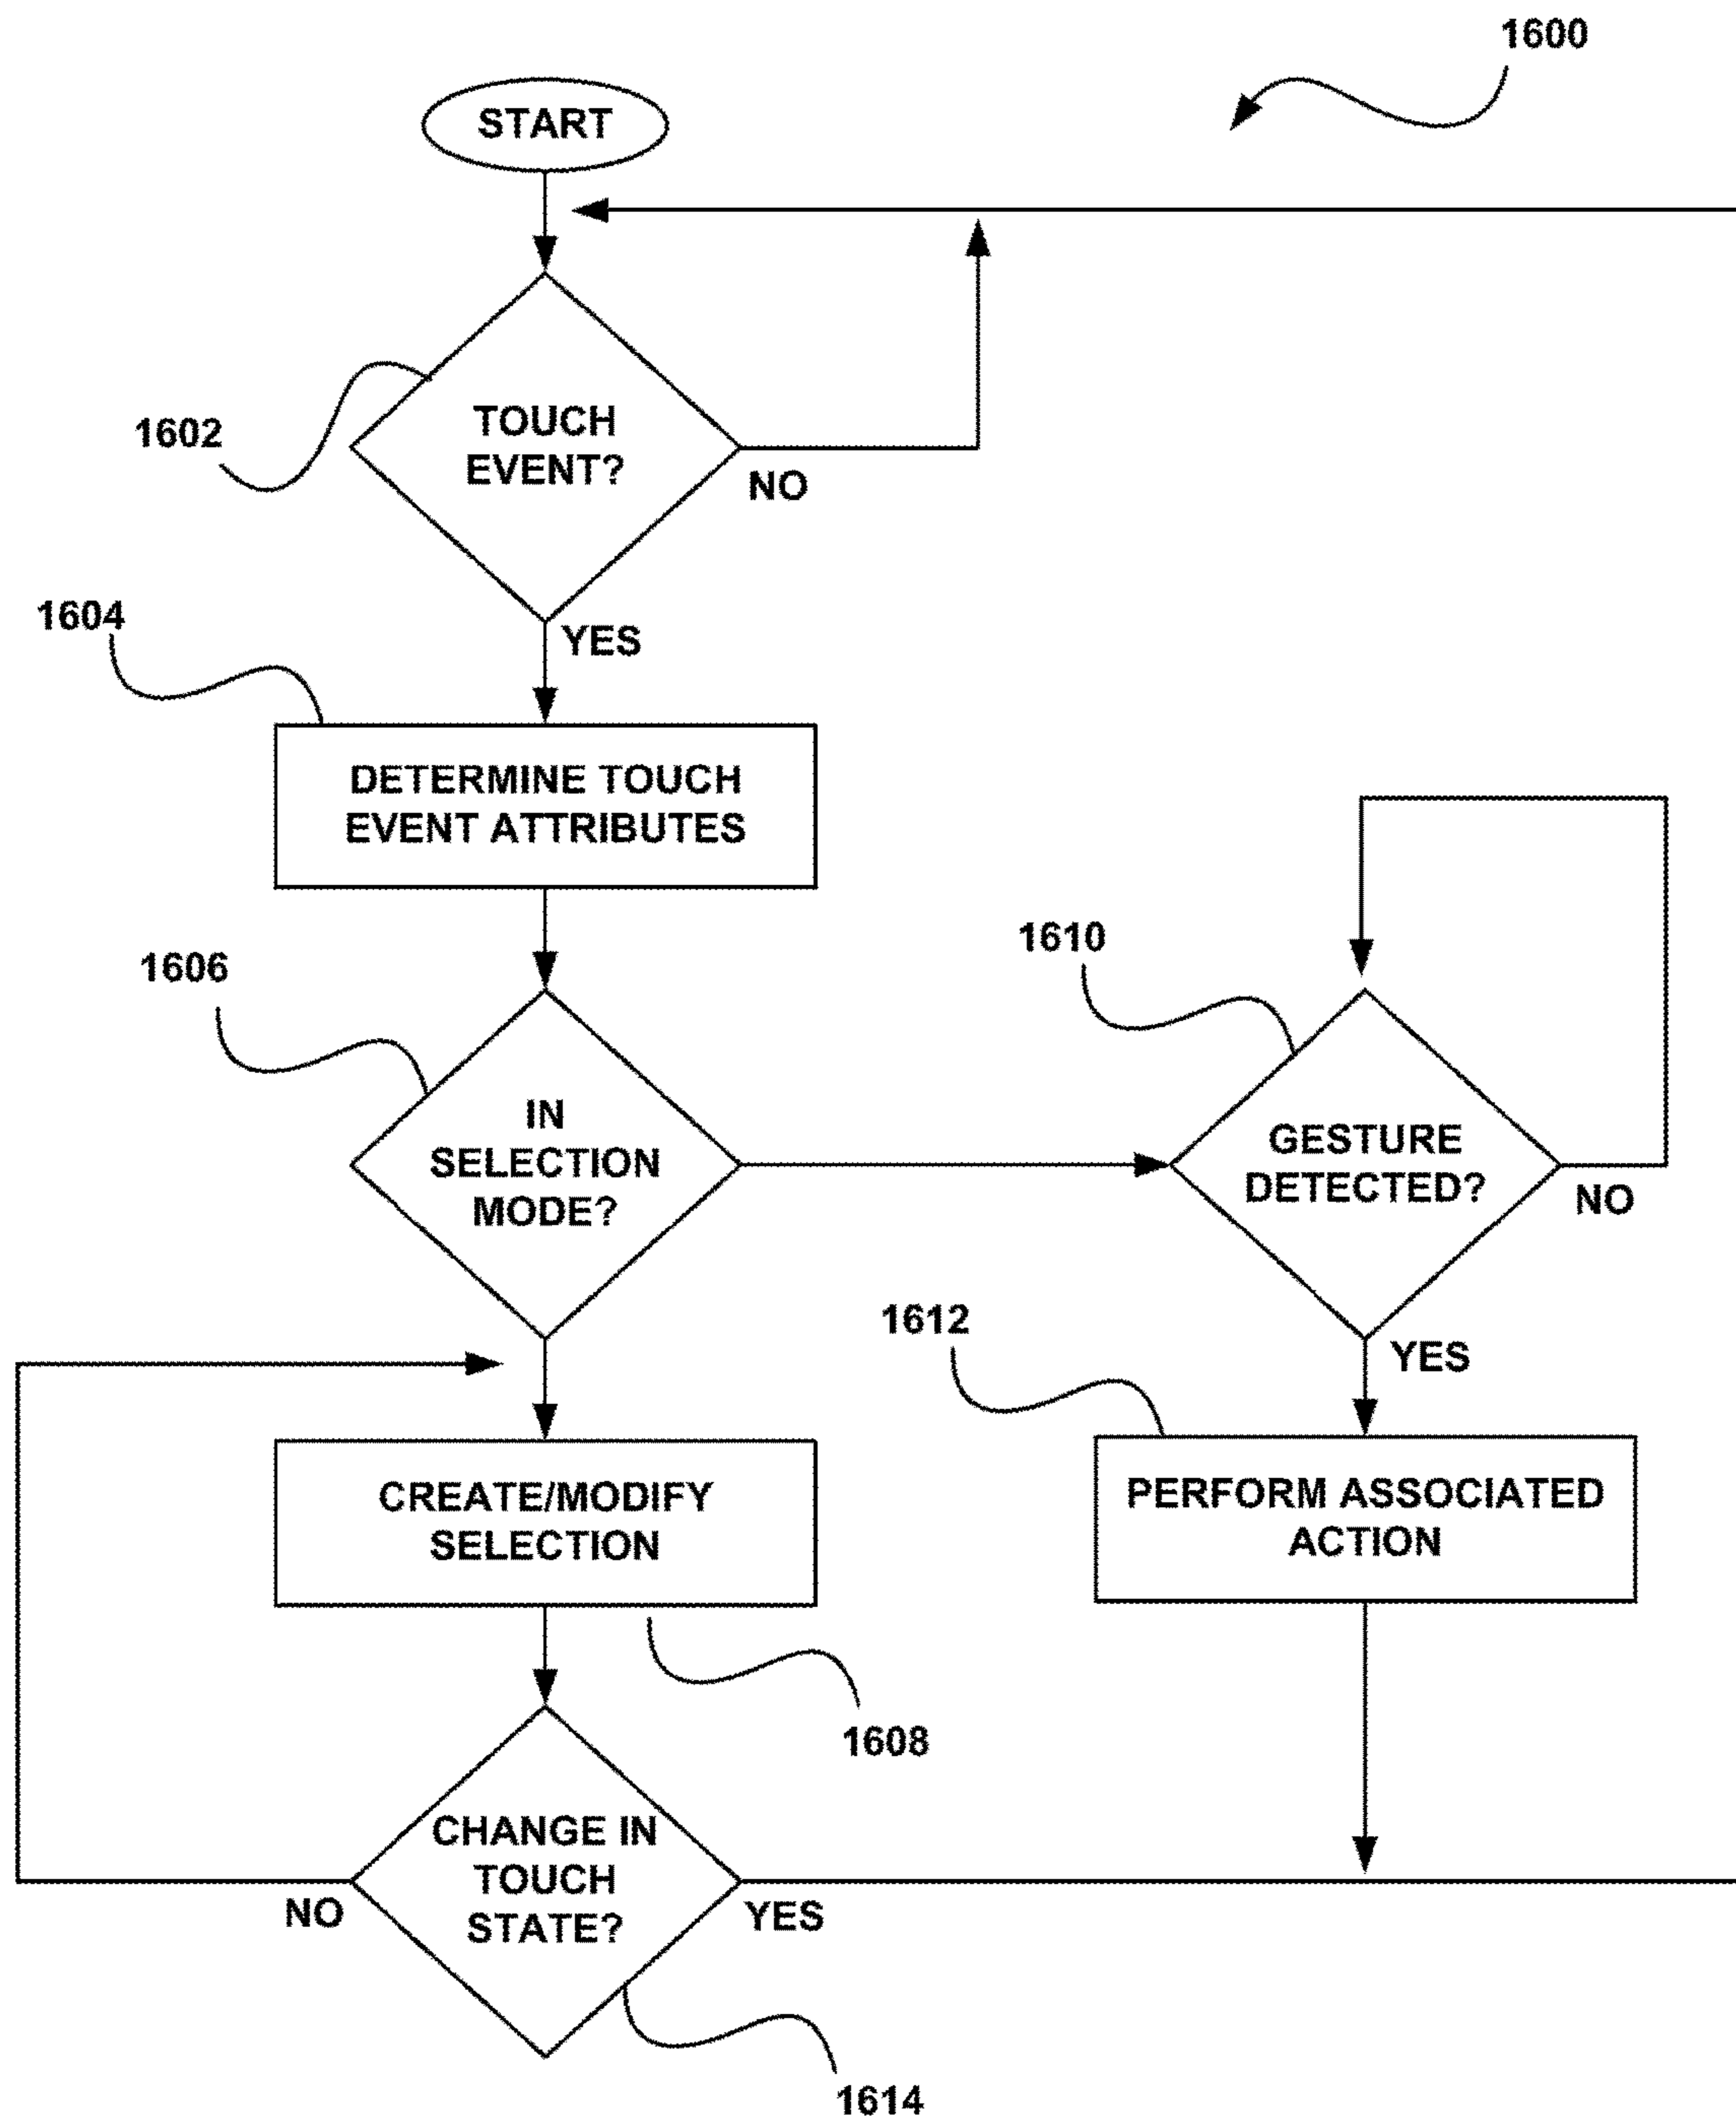 1600
START
1602
TOUCH
EVENT?
NO
YES
1604
DETERMINE TOUCH
EVENT ATTRIBUTES
1606
IN
SELECTION
MODE?
1610
GESTURE
DETECTED?
NO
YES
1612
PERFORM ASSOCIATED
ACTION
CREATE/MODIFY
SELECTION
1608
CHANGE IN
TOUCH
STATE?
NO
YES
1614